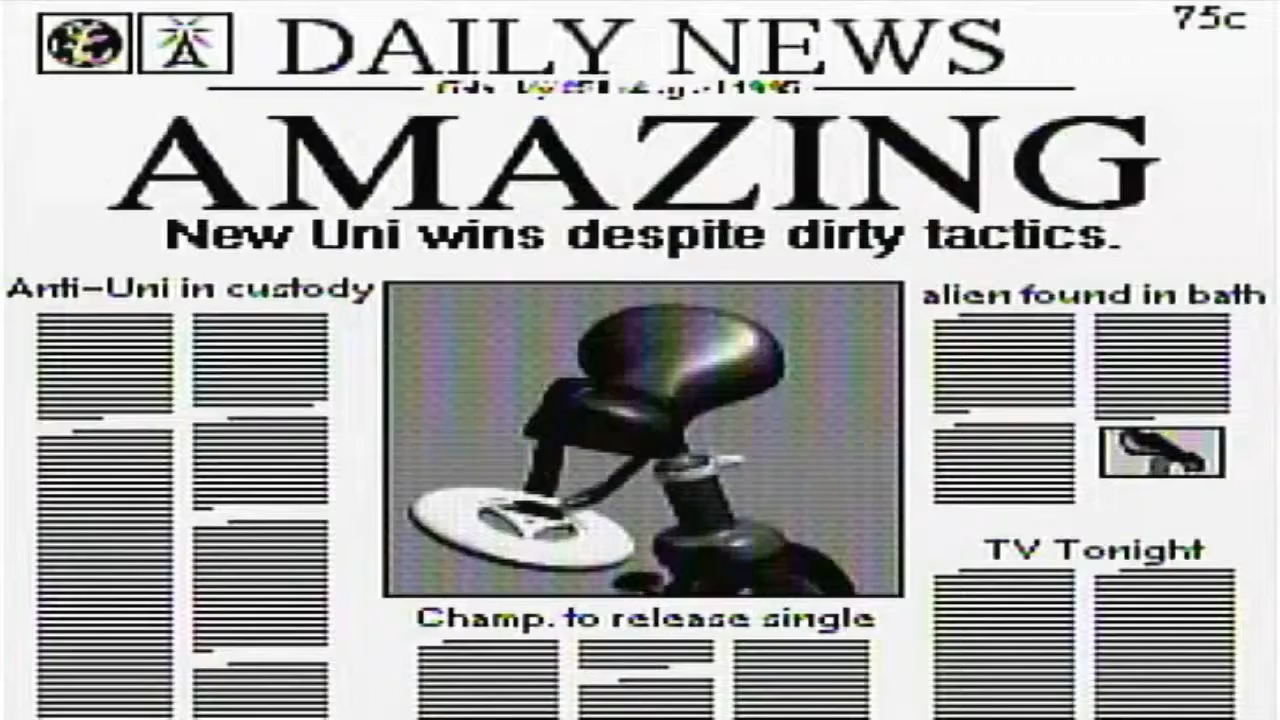 75c
DAILY NEWS
AMAZING
New Uni wins despite dirty tactics.
Anti-Uni in custody
alien found in bath
TV Tonight
Champ. to release single